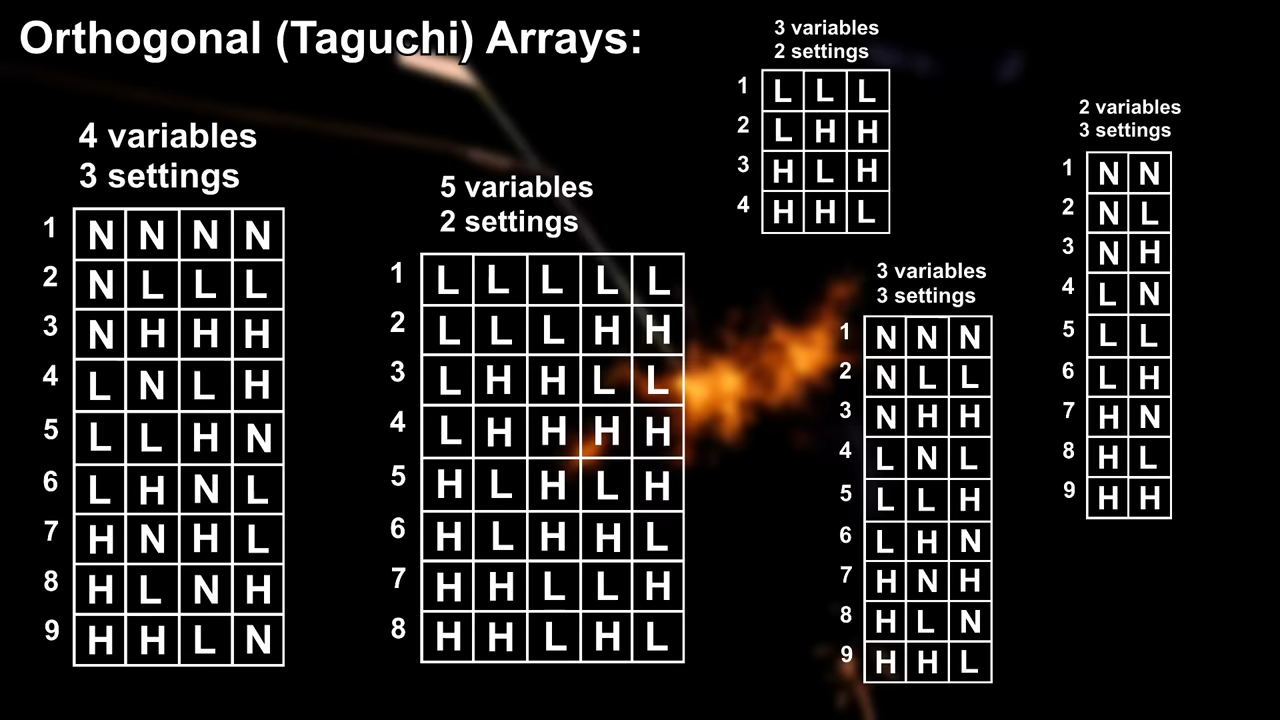 Orthogonal (Taguchi) Arrays:
4 variables
3 settings
1 N N N N
2 N L L L
3 N H H H
4 L N L H
5 L L H N
6 L H N L
7 H N H L
8 H L N H
9 H H L N
5 variables
2 settings
1 L L L L L
2 L L L H H
3 L H H L L
4 L H H H H
5 H L H L H
6 H L H H L
7 H H L L H
8 H H L H L
3 variables
2 settings
1 L L L
2 L H H
3 H L H
4 H H L
3 variables
3 settings
1 N N N
2 N L L
3 N H H
4 L N L
5 L L H
6 L H N
7 H N H
8 H L N
9 H H L
2 variables
3 settings
1 N N
2 N L
3 N H
4 L N
5 L L
6 L H
7 H N
8 H L
9 H H